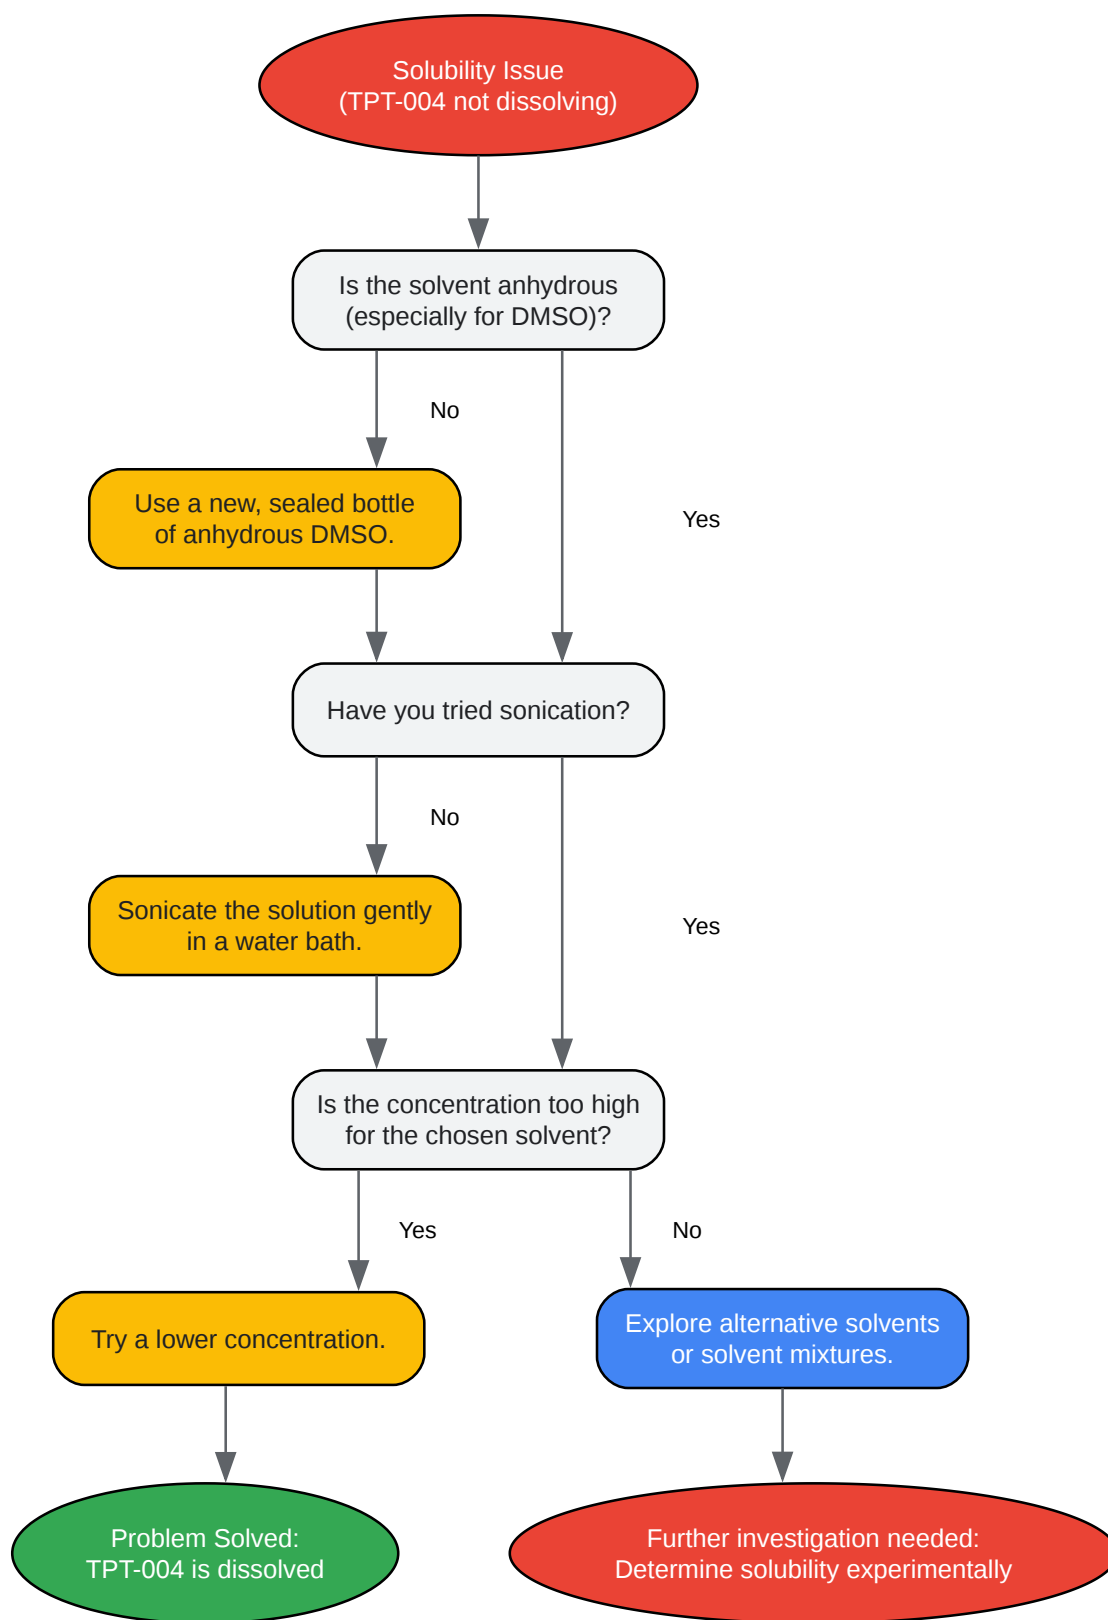 Solubility Issue
(TPT-004 not dissolving)
Is the solvent anhydrous
(especially for DMSO)?
No
Use a new, sealed bottle
of anhydrous DMSO.
Yes
Have you tried sonication?
No
Sonicate the solution gently
in a water bath.
Yes
Is the concentration too high
for the chosen solvent?
Yes
No
Try a lower concentration.
Explore alternative solvents
or solvent mixtures.
Problem Solved:
TPT-004 is dissolved
Further investigation needed:
Determine solubility experimentally